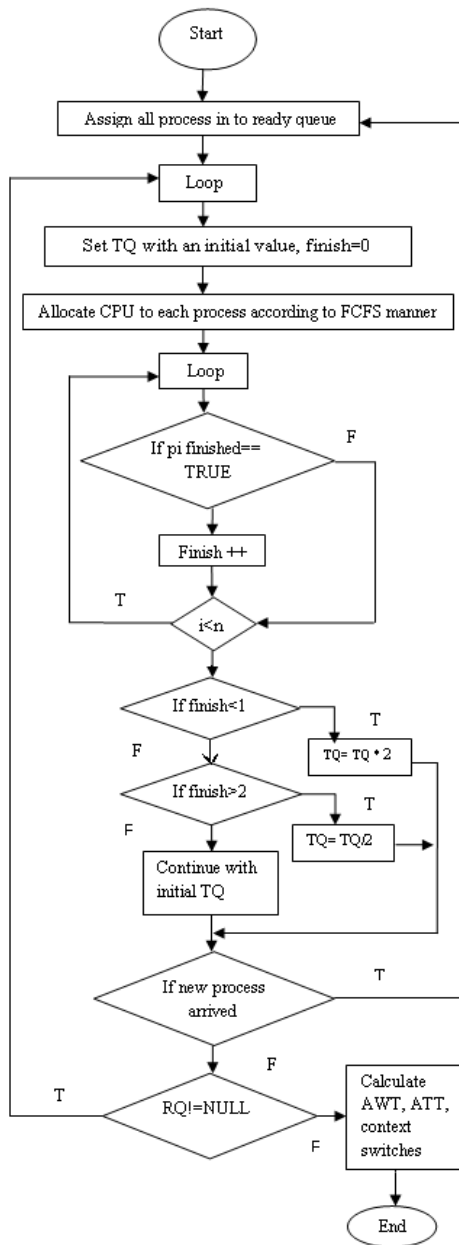 Start
Assign all process in to ready queue
Loop
Set TQ with an initial value, finish=0
Allocate CPU to each process according to FCFS manner
Loop
If pi finished==
TRUE
F
Finish ++
T
i<n
If finish<1
T
TQ= TQ * 2
F
If finish>2
T
TQ= TQ/2
F
Continue with
initial TQ
If new process
arrived
T
F
RQ!=NULL
T
F
Calculate
AWT, ATT,
context
switches
End